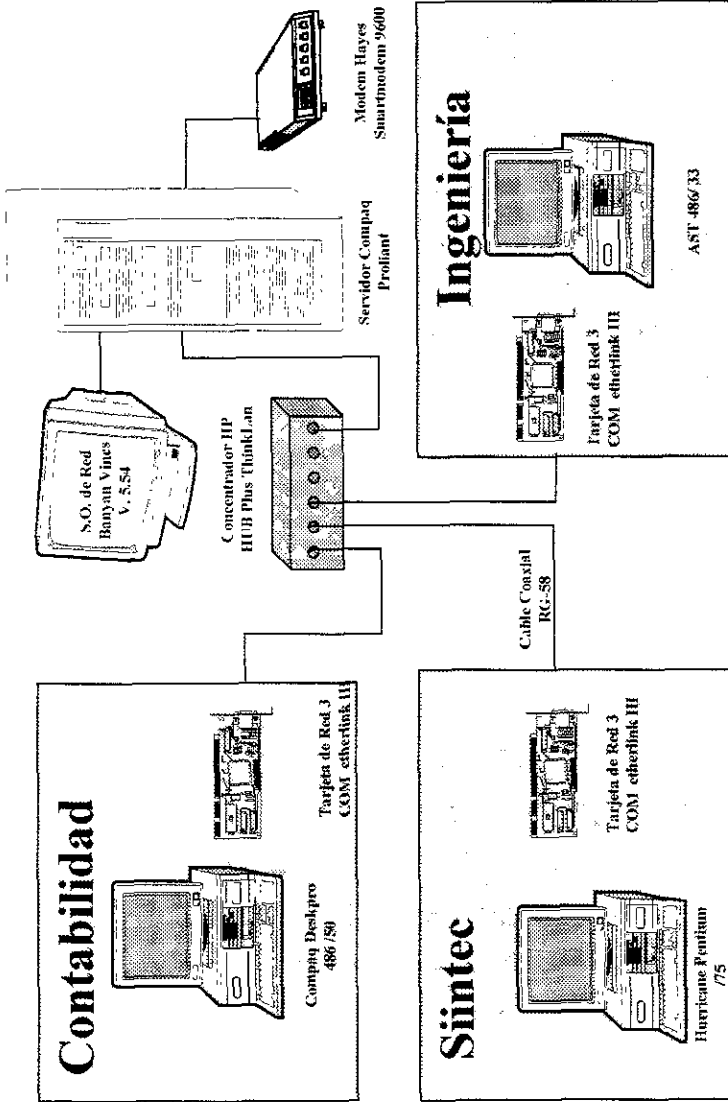 Contabilidad
Compaq Deskpro
486 /50
Tarjeta de Red 3
COM etherlink III
S.O. de Red
Banyan Vines
V. 5.54
Servidor Compaq
Proliant
Modem Hayes
Smartmodem 9600
Concentrador HP
HUB Plus ThinkLan
Siintec
Hurricane Pentium
/75
Tarjeta de Red 3
COM etherlink III
Cable Coaxial
RG-58
Ingeniería
Tarjeta de Red 3
COM etherlink III
AST 486/33